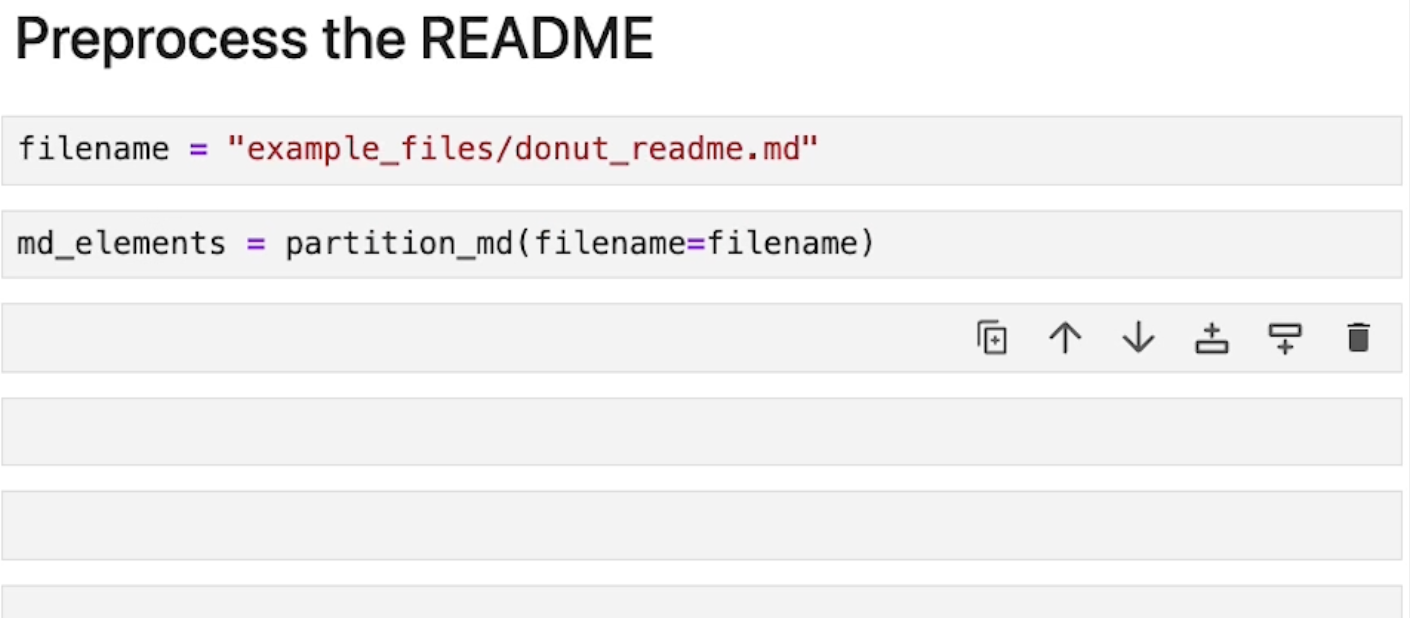 Preprocess the README
filename = "example_files/donut_readme.md"
md_elements = partition_md(filename=filename)